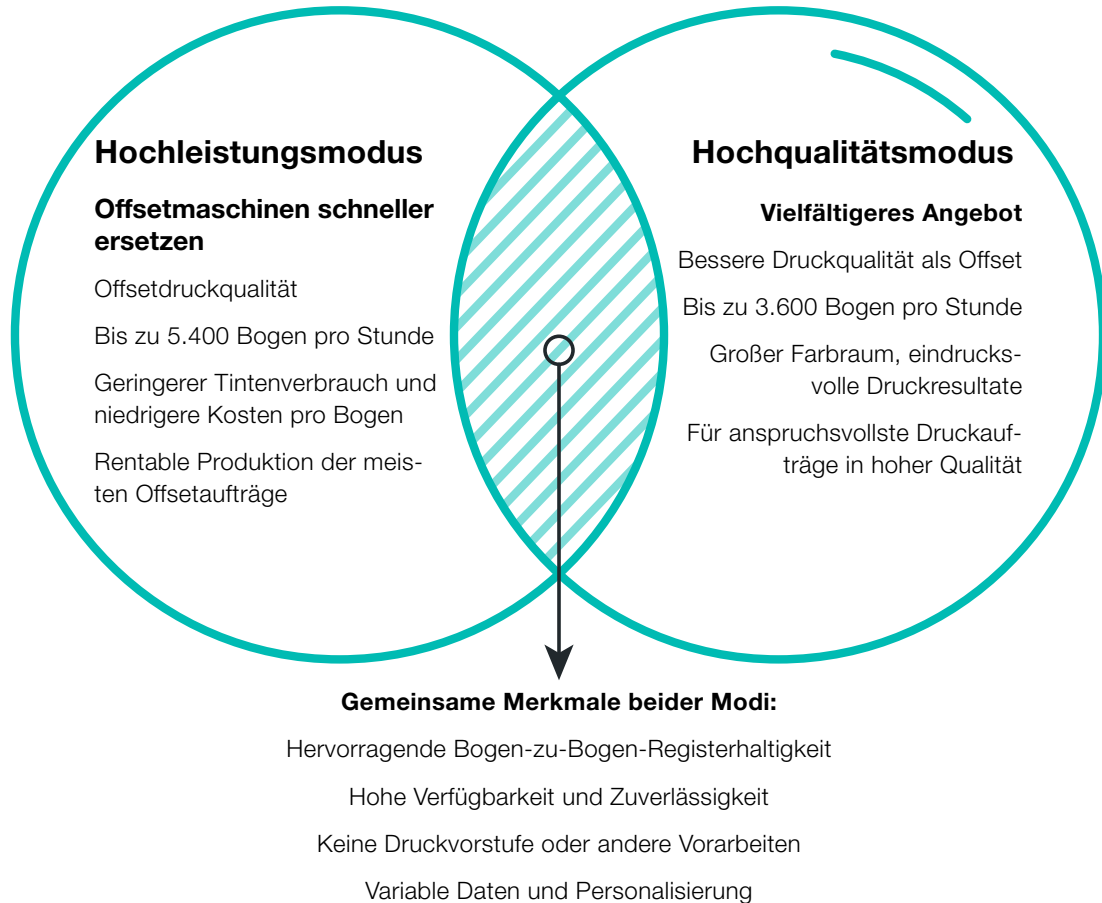 Hochleistungsmodus
Offsetmaschinen schneller
ersetzen
Offsetdruckqualität
Bis zu 5.400 Bogen pro Stunde
Geringerer Tintenverbrauch und
niedrigere Kosten pro Bogen
Rentable Produktion der meis-
ten Offsetaufträge
Hochqualitätsmodus
Vielfältigeres Angebot
Bessere Druckqualität als Offset
Bis zu 3.600 Bogen pro Stunde
Großer Farbraum, eindrucks-
volle Druckresultate
Für anspruchsvollste Druckauf-
träge in hoher Qualität
Gemeinsame Merkmale beider Modi:
Hervorragende Bogen-zu-Bogen-Registerhaltigkeit
Hohe Verfügbarkeit und Zuverlässigkeit
Keine Druckvorstufe oder andere Vorarbeiten
Variable Daten und Personalisierung